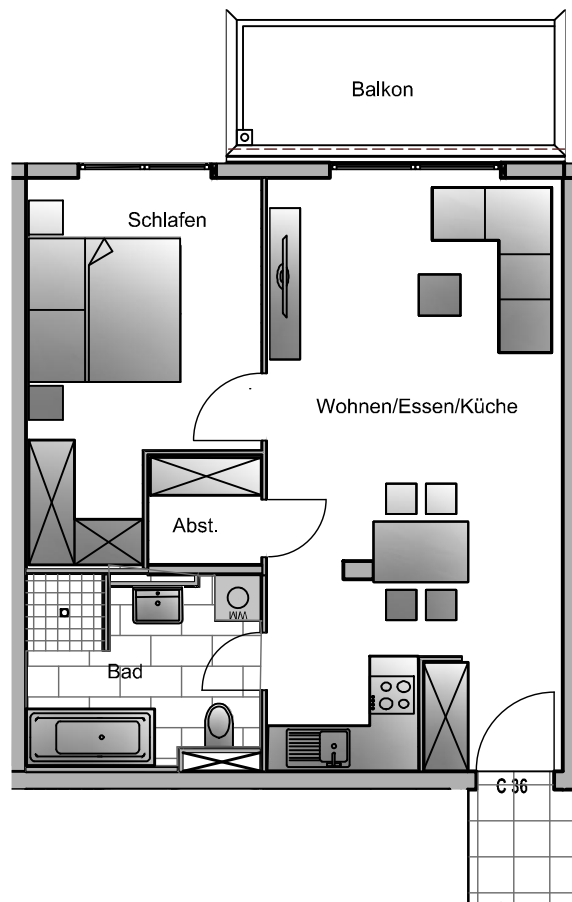 Balkon
Schlafen
Wohnen/Essen/Küche
Abst.
WM
Bad
C 36